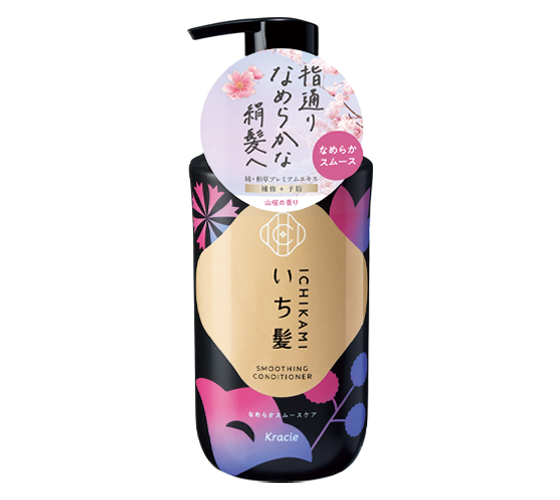 指通り
なめらかな
絹髪へ
なめらか
スムース
純・和草プレミアムエキス
補修+予防
山桜の香り
ICHIKAMI
いち髪
SMOOTHING
CONDITIONER
なめらかスムースケア
Kracie